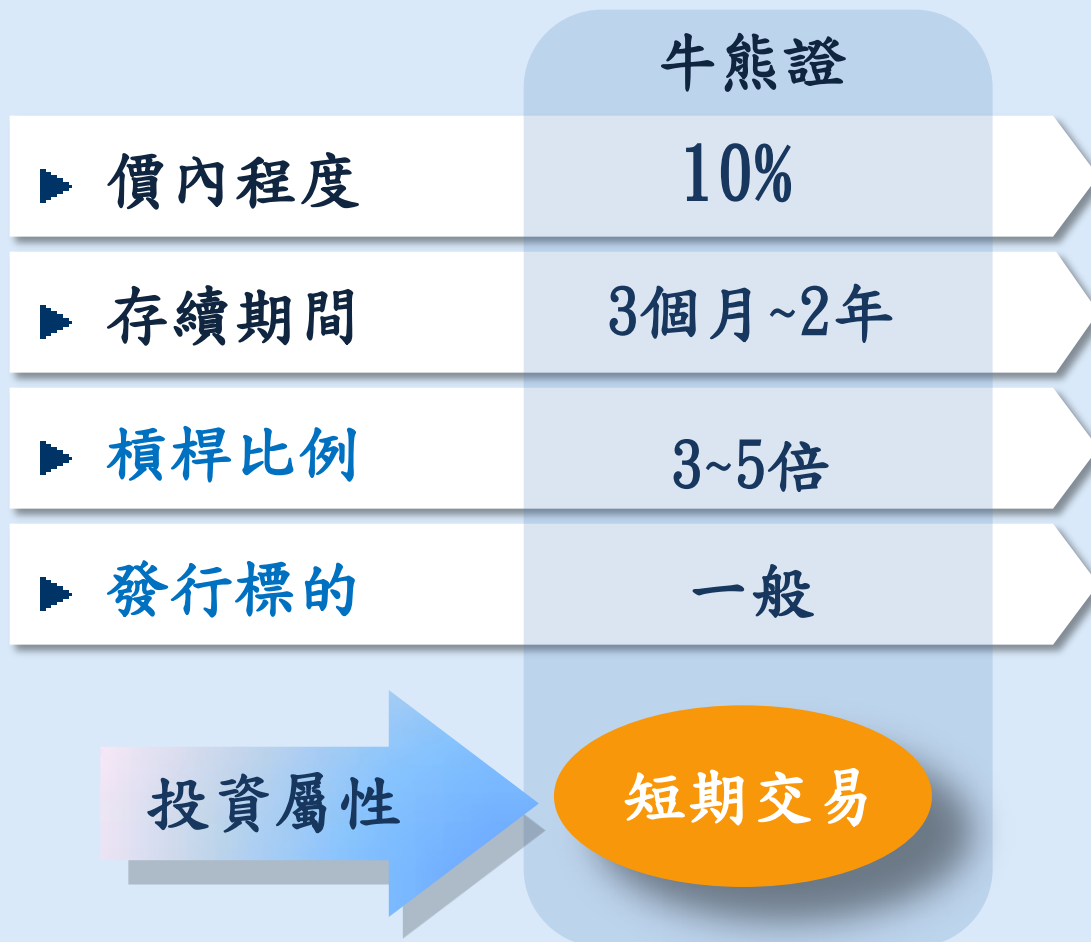 牛熊證
價內程度 10%
存續期間 3個月~2年
槓桿比例 3~5倍
發行標的 一般
投資屬性 短期交易